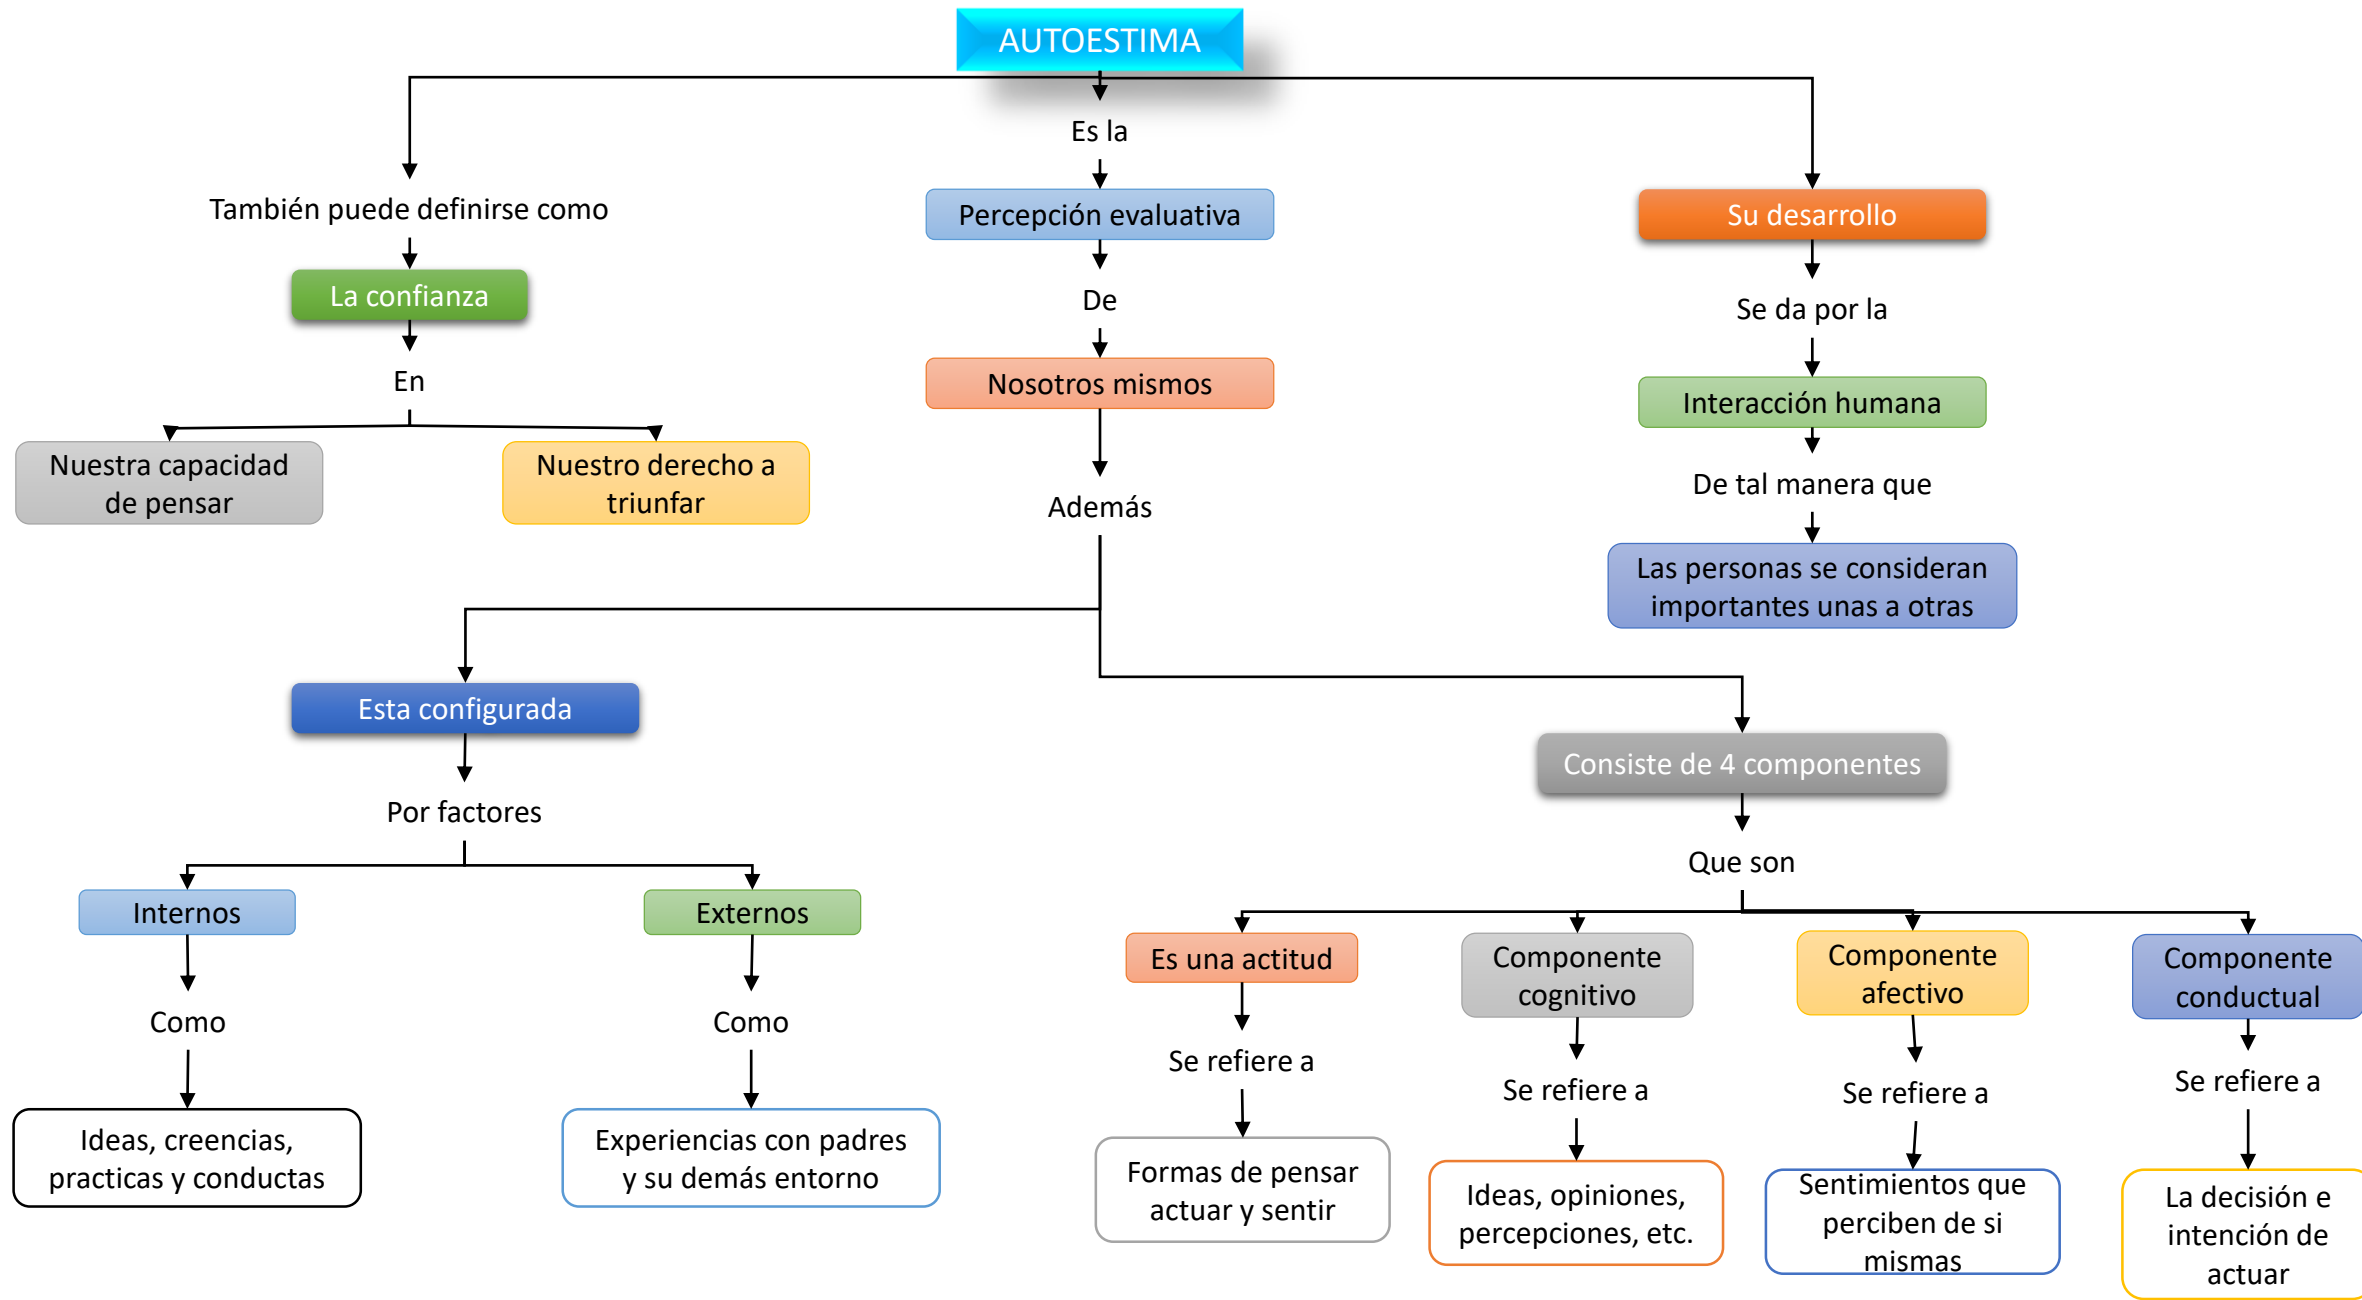 AUTOESTIMA
También puede definirse como
La confianza
En
Nuestra capacidad
de pensar
Nuestro derecho a
triunfar
Es la
Percepción evaluativa
De
Nosotros mismos
Además
Su desarrollo
Se da por la
Interacción humana
De tal manera que
Las personas se consideran
importantes unas a otras
Esta configurada
Por factores
Internos
Como
Ideas, creencias,
practicas y conductas
Externos
Como
Experiencias con padres
y su demás entorno
Consiste de 4 componentes
Que son
Es una actitud
Se refiere a
Formas de pensar
actuar y sentir
Componente
cognitivo
Se refiere a
Ideas, opiniones,
percepciones, etc.
Componente
afectivo
Se refiere a
Sentimientos que
perciben de si
mismas
Componente
conductual
Se refiere a
La decisión e
intención de
actuar